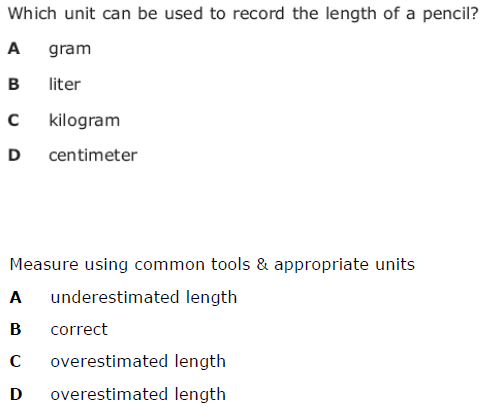 Which unit can be used to record the length of a pencil?
A gram
B liter
C kilogram
D centimeter
Measure using common tools & appropriate units
A underestimated length
B correct
C overestimated length
D overestimated length